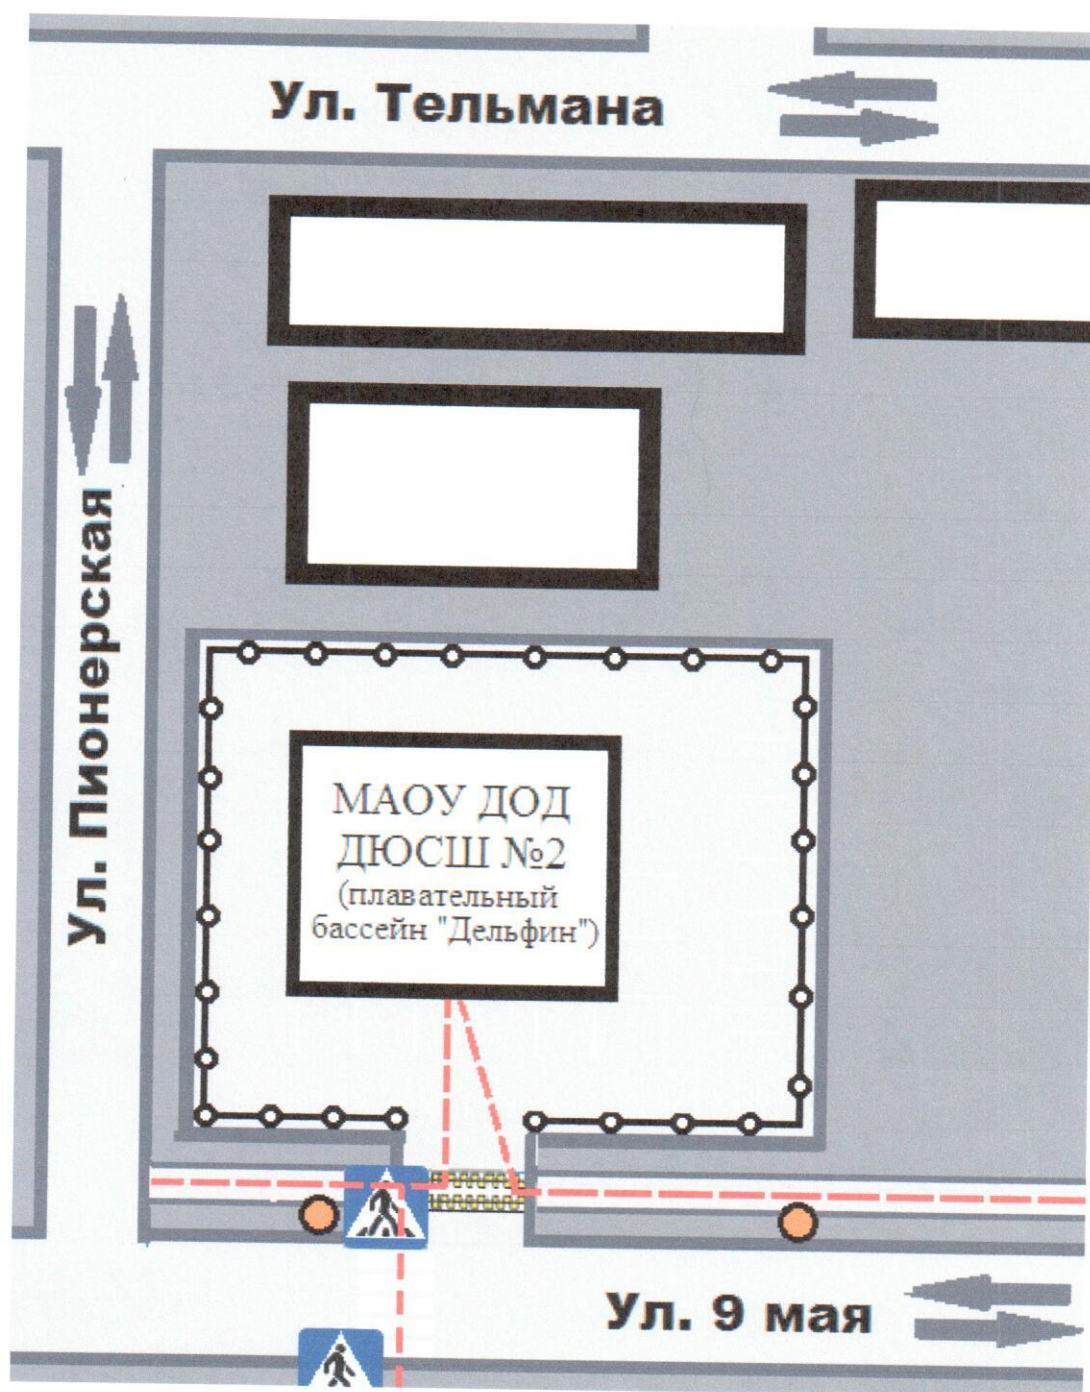 Ул. Тельмана
Ул. Пионерская
МАОУ ДОД
ДЮСШ №2
(плавательный
бассейн "Дельфин")
Ул. 9 мая